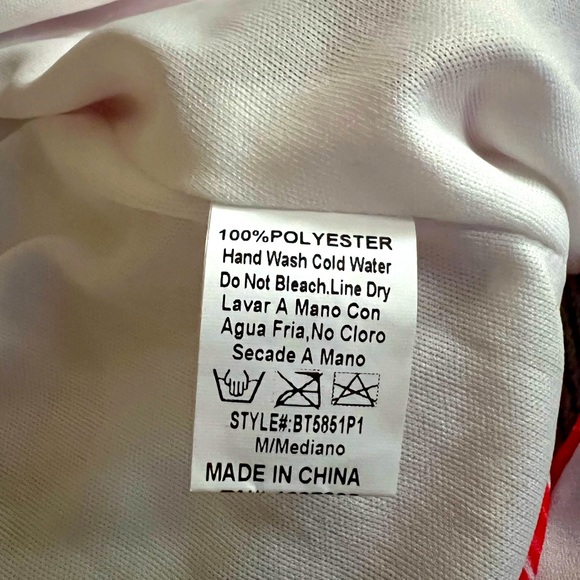 100%POLYESTER
Hand Wash Cold Water
Do Not Bleach.Line Dry
Lavar A Mano Con
Agua Fria,No Cloro
Secade A Mano
STYLE#:BT5851P1
M/Mediano
MADE IN CHINA